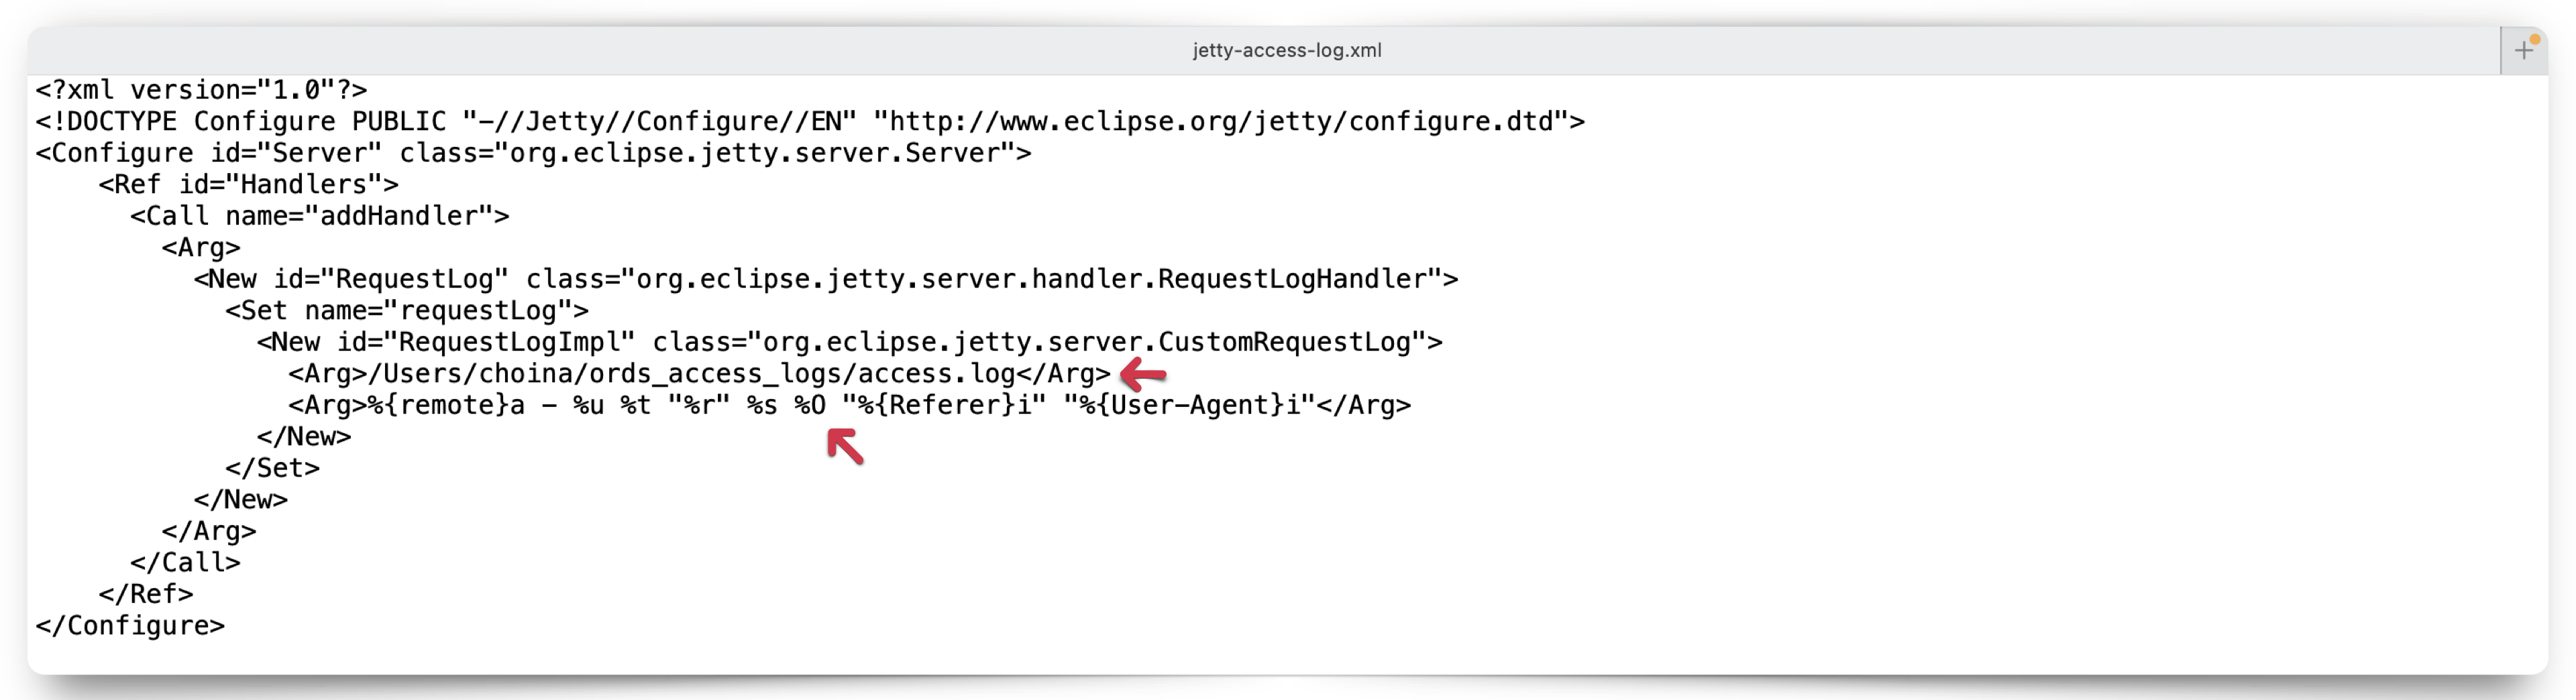 jetty-access-log.xml
<?xml version="1.0"?>
<!DOCTYPE Configure PUBLIC "-//Jetty//Configure//EN" "http://www.eclipse.org/jetty/configure.dtd">
<Configure id="Server" class="org.eclipse.jetty.server.Server">
    <Ref id="Handlers">
      <Call name="addHandler">
        <Arg>
          <New id="RequestLog" class="org.eclipse.jetty.server.handler.RequestLogHandler">
            <Set name="requestLog">
              <New id="RequestLogImpl" class="org.eclipse.jetty.server.CustomRequestLog">
                <Arg>/Users/choina/ords_access_logs/access.log</Arg>
                <Arg>%{remote}a - %u %t "%r" %s %O "%{Referer}i" "%{User-Agent}i"</Arg>
              </New>
            </Set>
          </New>
        </Arg>
      </Call>
    </Ref>
</Configure>